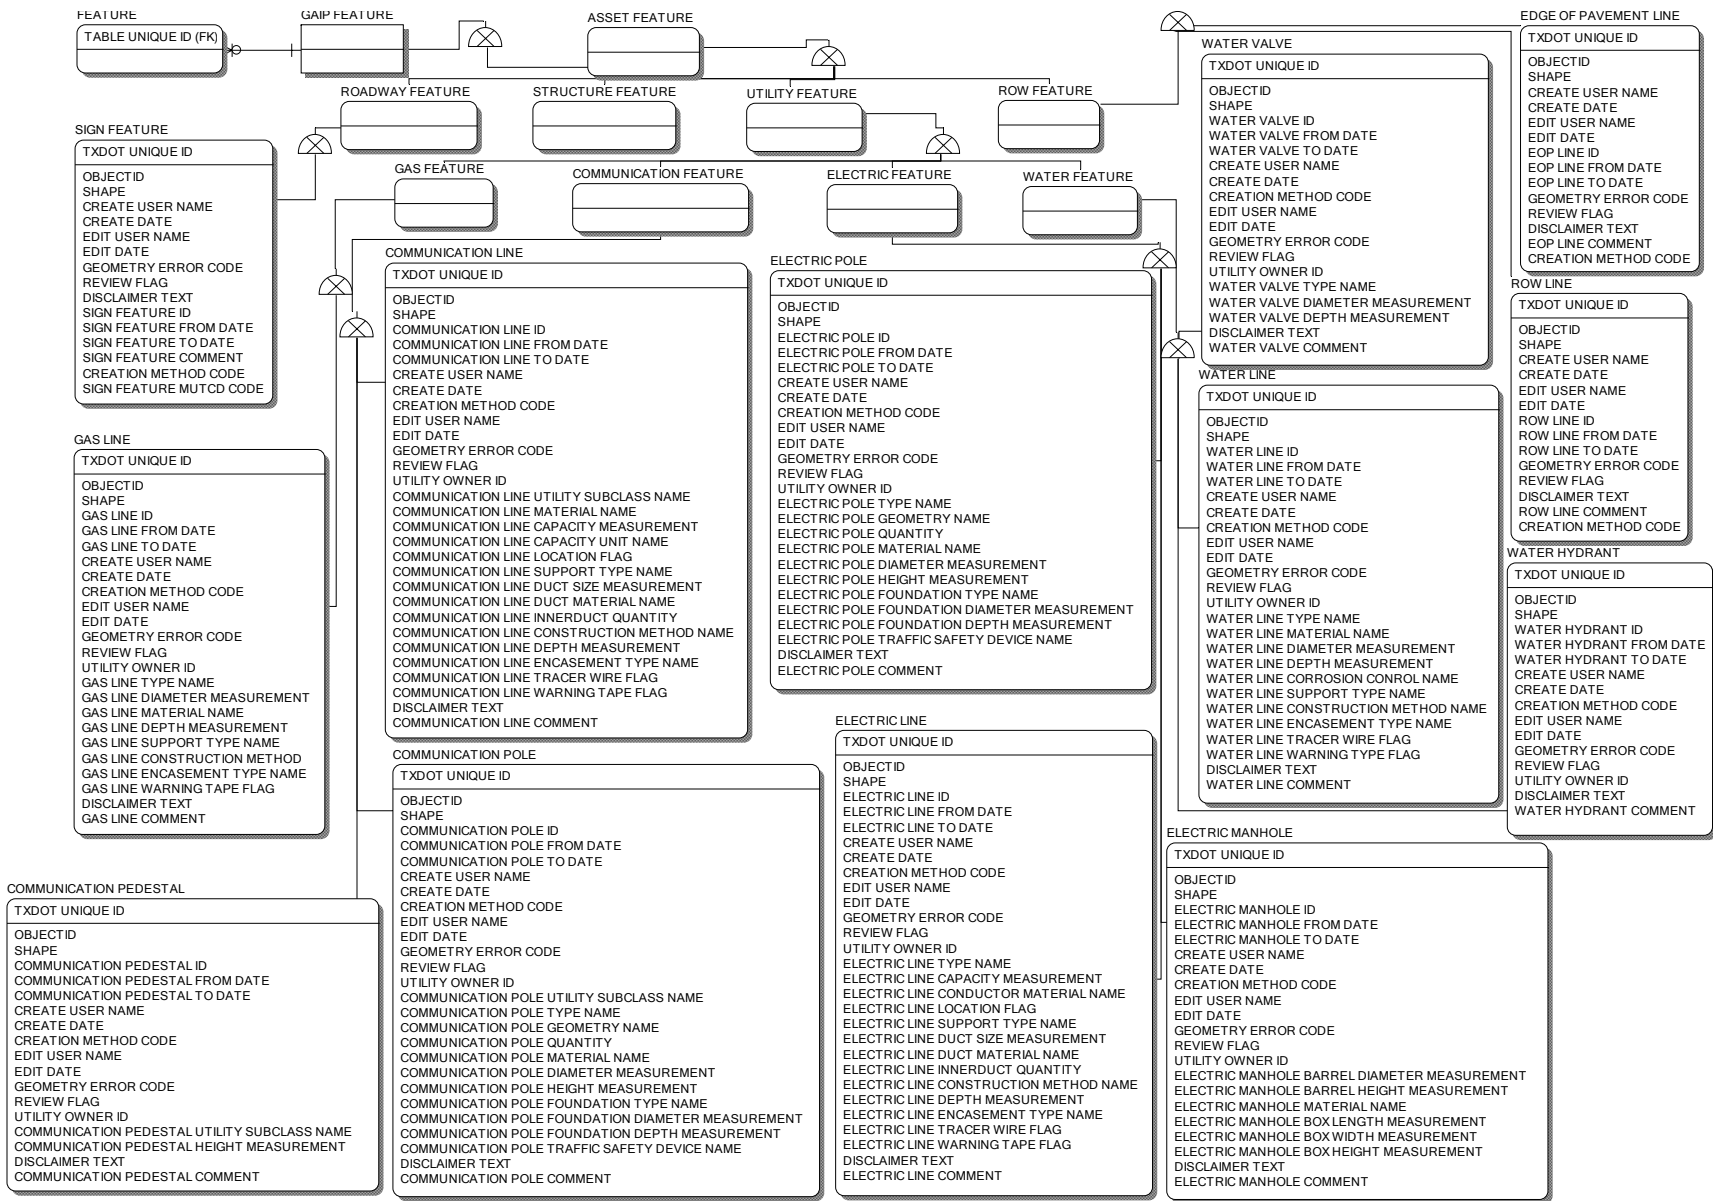 FEATURE
TABLE UNIQUE ID (FK)
GAIP FEATURE
ASSET FEATURE
ROADWAY FEATURE
STRUCTURE FEATURE
UTILITY FEATURE
ROW FEATURE
GAS FEATURE
COMMUNICATION FEATURE
ELECTRIC FEATURE
WATER FEATURE
SIGN FEATURE
TXDOT UNIQUE ID
OBJECTID
SHAPE
CREATE USER NAME
CREATE DATE
EDIT USER NAME
EDIT DATE
GEOMETRY ERROR CODE
REVIEW FLAG
DISCLAIMER TEXT
SIGN FEATURE ID
SIGN FEATURE FROM DATE
SIGN FEATURE TO DATE
SIGN FEATURE COMMENT
CREATION METHOD CODE
SIGN FEATURE MUTCD CODE
GAS LINE
TXDOT UNIQUE ID
OBJECTID
SHAPE
GAS LINE ID
GAS LINE FROM DATE
GAS LINE TO DATE
CREATE USER NAME
CREATE DATE
CREATION METHOD CODE
EDIT USER NAME
EDIT DATE
GEOMETRY ERROR CODE
REVIEW FLAG
UTILITY OWNER ID
GAS LINE TYPE NAME
GAS LINE DIAMETER MEASUREMENT
GAS LINE MATERIAL NAME
GAS LINE DEPTH MEASUREMENT
GAS LINE SUPPORT TYPE NAME
GAS LINE CONSTRUCTION METHOD
GAS LINE ENCASEMENT TYPE NAME
GAS LINE WARNING TAPE FLAG
DISCLAIMER TEXT
GAS LINE COMMENT
COMMUNICATION PEDESTAL
TXDOT UNIQUE ID
OBJECTID
SHAPE
COMMUNICATION PEDESTAL ID
COMMUNICATION PEDESTAL FROM DATE
COMMUNICATION PEDESTAL TO DATE
CREATE USER NAME
CREATE DATE
CREATION METHOD CODE
EDIT USER NAME
EDIT DATE
GEOMETRY ERROR CODE
REVIEW FLAG
UTILITY OWNER ID
COMMUNICATION PEDESTAL UTILITY SUBCLASS NAME
COMMUNICATION PEDESTAL HEIGHT MEASUREMENT
DISCLAIMER TEXT
COMMUNICATION PEDESTAL COMMENT
COMMUNICATION LINE
TXDOT UNIQUE ID
OBJECTID
SHAPE
COMMUNICATION LINE ID
COMMUNICATION LINE FROM DATE
COMMUNICATION LINE TO DATE
CREATE USER NAME
CREATE DATE
CREATION METHOD CODE
EDIT USER NAME
EDIT DATE
GEOMETRY ERROR CODE
REVIEW FLAG
UTILITY OWNER ID
COMMUNICATION LINE UTILITY SUBCLASS NAME
COMMUNICATION LINE MATERIAL NAME
COMMUNICATION LINE CAPACITY MEASUREMENT
COMMUNICATION LINE CAPACITY UNIT NAME
COMMUNICATION LINE LOCATION FLAG
COMMUNICATION LINE SUPPORT TYPE NAME
COMMUNICATION LINE DUCT SIZE MEASUREMENT
COMMUNICATION LINE DUCT MATERIAL NAME
COMMUNICATION LINE INNERDUCT QUANTITY
COMMUNICATION LINE CONSTRUCTION METHOD NAME
COMMUNICATION LINE DEPTH MEASUREMENT
COMMUNICATION LINE ENCASEMENT TYPE NAME
COMMUNICATION LINE TRACER WIRE FLAG
COMMUNICATION LINE WARNING TAPE FLAG
DISCLAIMER TEXT
COMMUNICATION LINE COMMENT
COMMUNICATION POLE
TXDOT UNIQUE ID
OBJECTID
SHAPE
COMMUNICATION POLE ID
COMMUNICATION POLE FROM DATE
COMMUNICATION POLE TO DATE
CREATE USER NAME
CREATE DATE
CREATION METHOD CODE
EDIT USER NAME
EDIT DATE
GEOMETRY ERROR CODE
REVIEW FLAG
UTILITY OWNER ID
COMMUNICATION POLE UTILITY SUBCLASS NAME
COMMUNICATION POLE TYPE NAME
COMMUNICATION POLE GEOMETRY NAME
COMMUNICATION POLE QUANTITY
COMMUNICATION POLE MATERIAL NAME
COMMUNICATION POLE DIAMETER MEASUREMENT
COMMUNICATION POLE HEIGHT MEASUREMENT
COMMUNICATION POLE FOUNDATION TYPE NAME
COMMUNICATION POLE FOUNDATION DIAMETER MEASUREMENT
COMMUNICATION POLE FOUNDATION DEPTH MEASUREMENT
COMMUNICATION POLE TRAFFIC SAFETY DEVICE NAME
DISCLAIMER TEXT
COMMUNICATION POLE COMMENT
ELECTRIC POLE
TXDOT UNIQUE ID
OBJECTID
SHAPE
ELECTRIC POLE ID
ELECTRIC POLE FROM DATE
ELECTRIC POLE TO DATE
CREATE USER NAME
CREATE DATE
CREATION METHOD CODE
EDIT USER NAME
EDIT DATE
GEOMETRY ERROR CODE
REVIEW FLAG
UTILITY OWNER ID
ELECTRIC POLE TYPE NAME
ELECTRIC POLE GEOMETRY NAME
ELECTRIC POLE QUANTITY
ELECTRIC POLE MATERIAL NAME
ELECTRIC POLE DIAMETER MEASUREMENT
ELECTRIC POLE HEIGHT MEASUREMENT
ELECTRIC POLE FOUNDATION TYPE NAME
ELECTRIC POLE FOUNDATION DIAMETER MEASUREMENT
ELECTRIC POLE FOUNDATION DEPTH MEASUREMENT
ELECTRIC POLE TRAFFIC SAFETY DEVICE NAME
DISCLAIMER TEXT
ELECTRIC POLE COMMENT
ELECTRIC LINE
TXDOT UNIQUE ID
OBJECTID
SHAPE
ELECTRIC LINE ID
ELECTRIC LINE FROM DATE
ELECTRIC LINE TO DATE
CREATE USER NAME
CREATE DATE
CREATION METHOD CODE
EDIT USER NAME
EDIT DATE
GEOMETRY ERROR CODE
REVIEW FLAG
UTILITY OWNER ID
ELECTRIC LINE TYPE NAME
ELECTRIC LINE CAPACITY MEASUREMENT
ELECTRIC LINE CONDUCTOR MATERIAL NAME
ELECTRIC LINE LOCATION FLAG
ELECTRIC LINE SUPPORT TYPE NAME
ELECTRIC LINE DUCT SIZE MEASUREMENT
ELECTRIC LINE DUCT MATERIAL NAME
ELECTRIC LINE INNERDUCT QUANTITY
ELECTRIC LINE CONSTRUCTION METHOD NAME
ELECTRIC LINE DEPTH MEASUREMENT
ELECTRIC LINE ENCASEMENT TYPE NAME
ELECTRIC LINE TRACER WIRE FLAG
ELECTRIC LINE WARNING TAPE FLAG
DISCLAIMER TEXT
ELECTRIC LINE COMMENT
WATER VALVE
TXDOT UNIQUE ID
OBJECTID
SHAPE
WATER VALVE ID
WATER VALVE FROM DATE
WATER VALVE TO DATE
CREATE USER NAME
CREATE DATE
CREATION METHOD CODE
EDIT USER NAME
EDIT DATE
GEOMETRY ERROR CODE
REVIEW FLAG
UTILITY OWNER ID
WATER VALVE TYPE NAME
WATER VALVE DIAMETER MEASUREMENT
WATER VALVE DEPTH MEASUREMENT
DISCLAIMER TEXT
WATER VALVE COMMENT
WATER LINE
TXDOT UNIQUE ID
OBJECTID
SHAPE
WATER LINE ID
WATER LINE FROM DATE
WATER LINE TO DATE
CREATE USER NAME
CREATE DATE
CREATION METHOD CODE
EDIT USER NAME
EDIT DATE
GEOMETRY ERROR CODE
REVIEW FLAG
UTILITY OWNER ID
WATER LINE TYPE NAME
WATER LINE MATERIAL NAME
WATER LINE DIAMETER MEASUREMENT
WATER LINE DEPTH MEASUREMENT
WATER LINE CORROSION CONROL NAME
WATER LINE SUPPORT TYPE NAME
WATER LINE CONSTRUCTION METHOD NAME
WATER LINE ENCASEMENT TYPE NAME
WATER LINE TRACER WIRE FLAG
WATER LINE WARNING TYPE FLAG
DISCLAIMER TEXT
WATER LINE COMMENT
ELECTRIC MANHOLE
TXDOT UNIQUE ID
OBJECTID
SHAPE
ELECTRIC MANHOLE ID
ELECTRIC MANHOLE FROM DATE
ELECTRIC MANHOLE TO DATE
CREATE USER NAME
CREATE DATE
CREATION METHOD CODE
EDIT USER NAME
EDIT DATE
GEOMETRY ERROR CODE
REVIEW FLAG
UTILITY OWNER ID
ELECTRIC MANHOLE BARREL DIAMETER MEASUREMENT
ELECTRIC MANHOLE BARREL HEIGHT MEASUREMENT
ELECTRIC MANHOLE MATERIAL NAME
ELECTRIC MANHOLE BOX LENGTH MEASUREMENT
ELECTRIC MANHOLE BOX WIDTH MEASUREMENT
ELECTRIC MANHOLE BOX HEIGHT MEASUREMENT
DISCLAIMER TEXT
ELECTRIC MANHOLE COMMENT
EDGE OF PAVEMENT LINE
TXDOT UNIQUE ID
OBJECTID
SHAPE
CREATE USER NAME
CREATE DATE
EDIT USER NAME
EDIT DATE
EOP LINE ID
EOP LINE FROM DATE
EOP LINE TO DATE
GEOMETRY ERROR CODE
REVIEW FLAG
DISCLAIMER TEXT
EOP LINE COMMENT
CREATION METHOD CODE
ROW LINE
TXDOT UNIQUE ID
OBJECTID
SHAPE
CREATE USER NAME
CREATE DATE
EDIT USER NAME
EDIT DATE
ROW LINE ID
ROW LINE FROM DATE
ROW LINE TO DATE
GEOMETRY ERROR CODE
REVIEW FLAG
DISCLAIMER TEXT
ROW LINE COMMENT
CREATION METHOD CODE
WATER HYDRANT
TXDOT UNIQUE ID
OBJECTID
SHAPE
WATER HYDRANT ID
WATER HYDRANT FROM DATE
WATER HYDRANT TO DATE
CREATE USER NAME
CREATE DATE
CREATION METHOD CODE
EDIT USER NAME
EDIT DATE
GEOMETRY ERROR CODE
REVIEW FLAG
UTILITY OWNER ID
DISCLAIMER TEXT
WATER HYDRANT COMMENT